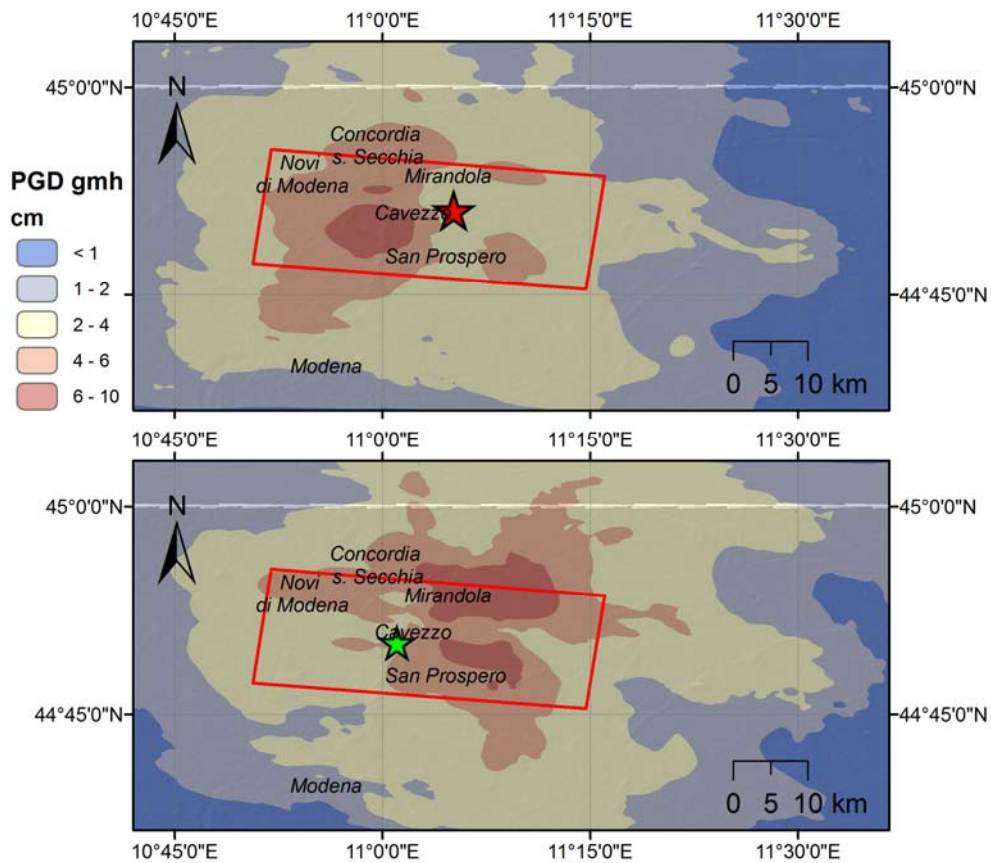 10°45'0"E 11°0'0"E 11°15'0"E 11°30'0"E
45°0'0"N
N
45°0'0"N
Concordia
s. Secchia
Novi
di Modena
Mirandola
PGD gmh
cm
Cavezzo
< 1
San Prospero
1 - 2
44°45'0"N
44°45'0"N
2 - 4
4 - 6
Modena
6 - 10
0 5 10 km
10°45'0"E 11°0'0"E 11°15'0"E 11°30'0"E
45°0'0"N
N
45°0'0"N
Concordia
s. Secchia
Novi
di Modena
Mirandola
Cavezzo
San Prospero
44°45'0"N
44°45'0"N
Modena
0 5 10 km
10°45'0"E 11°0'0"E 11°15'0"E 11°30'0"E